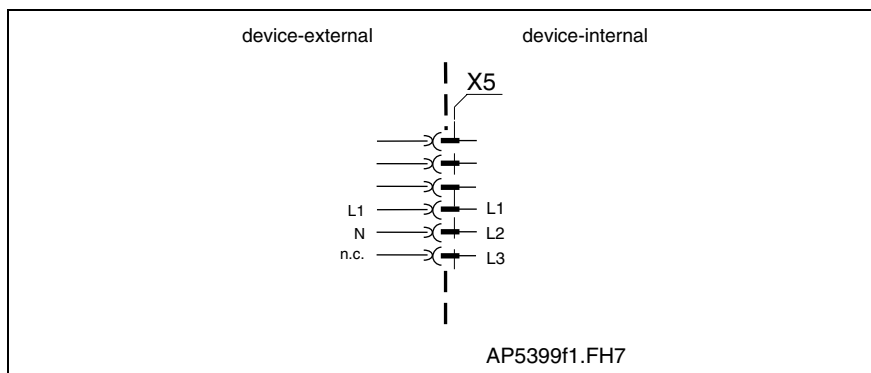 device-external device-internal
X5
L1 L1
N L2
n.c. L3
AP5399f1.FH7